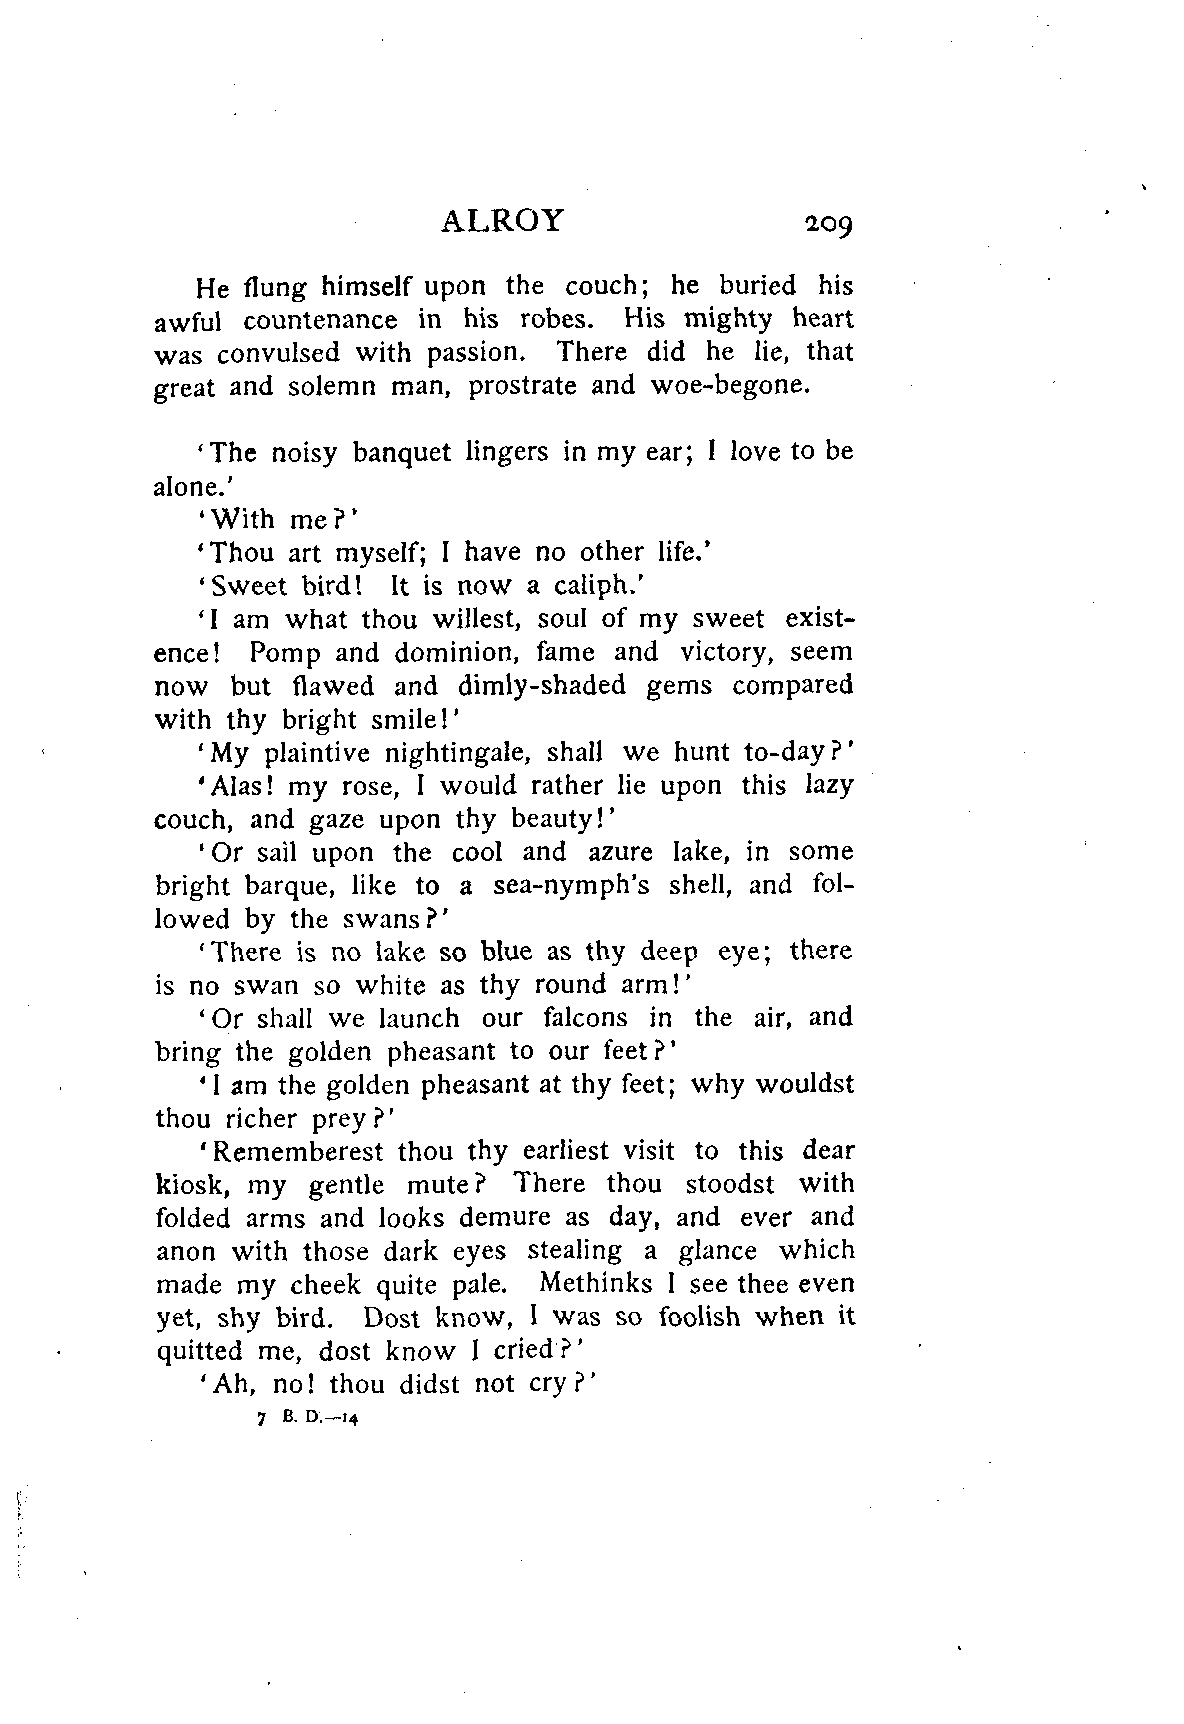 ALROY 209
He flung himself upon the couch; he buried his
awful countenance in his robes. His mighty heart
was convulsed with passion. There did he lie, that
great and solemn man, prostrate and woe-begone.
'The noisy banquet lingers in my ear; I love to be
alone.'
'With me?'
'Thou art myself; I have no other life.'
'Sweet bird! It is now a caliph.'
'I am what thou willest, soul of my sweet exist-
ence! Pomp and dominion, fame and victory, seem
now but flawed and dimly-shaded gems compared
with thy bright smile!'
'My plaintive nightingale, shall we hunt to-day?'
'Alas! my rose, I would rather lie upon this lazy
couch, and gaze upon thy beauty!'
'Or sail upon the cool and azure lake, in some
bright barque, like to a sea-nymph's shell, and fol-
lowed by the swans?'
'There is no lake so blue as thy deep eye; there
is no swan so white as thy round arm!'
'Or shall we launch our falcons in the air, and
bring the golden pheasant to our feet?'
'I am the golden pheasant at thy feet; why wouldst
thou richer prey?'
'Rememberest thou thy earliest visit to this dear
kiosk, my gentle mute? There thou stoodst with
folded arms and looks demure as day, and ever and
anon with those dark eyes stealing a glance which
made my cheek quite pale. Methinks I see thee even
yet, shy bird. Dost know, I was so foolish when it
quitted me, dost know I cried?'
'Ah, no! thou didst not cry?'
7 B. D.—14